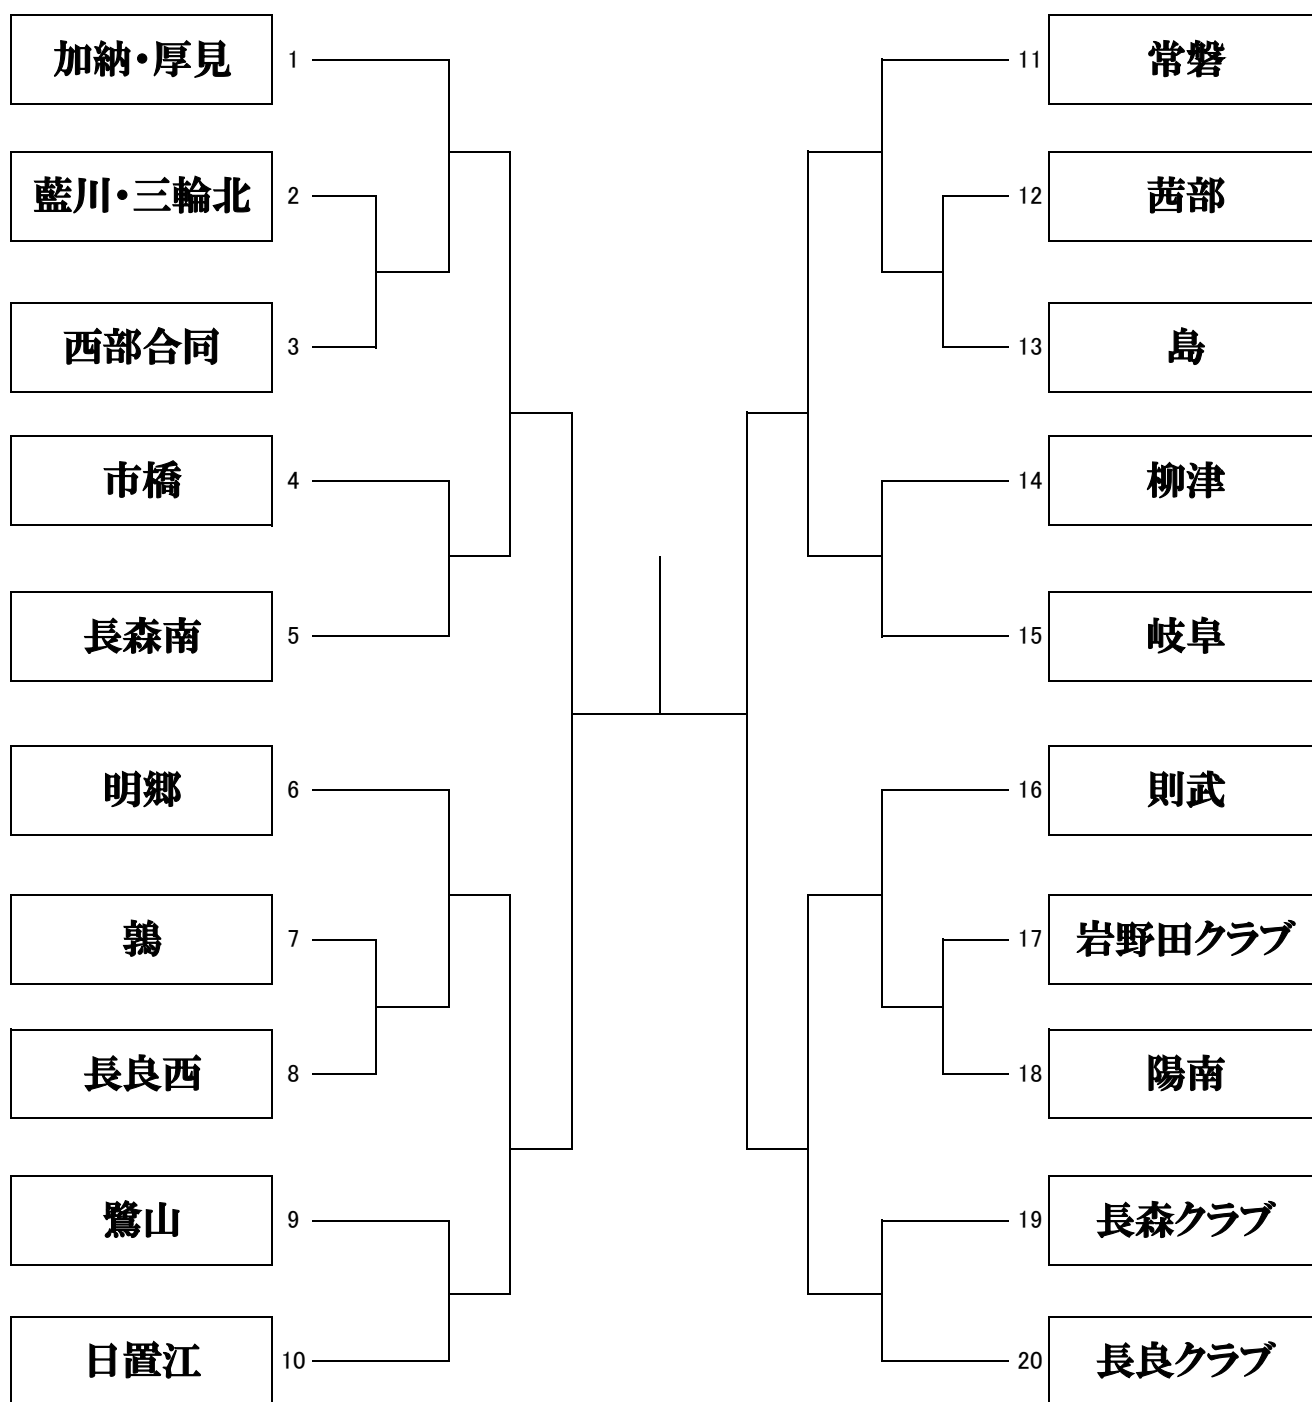 加納・厚見 1
藍川・三輪北 2
西部合同 3
市橋 4
長森南 5
明郷 6
鶉 7
長良西 8
鷺山 9
日置江 10
11 常磐
12 茜部
13 島
14 柳津
15 岐阜
16 則武
17 岩野田クラブ
18 陽南
19 長森クラブ
20 長良クラブ